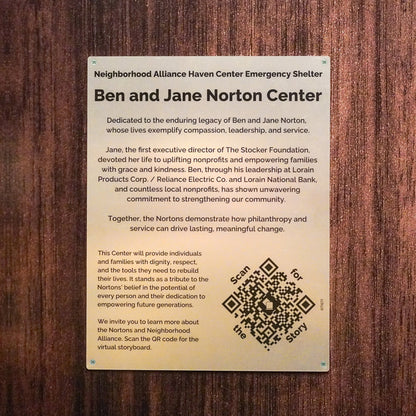 Neighborhood Alliance Haven Center Emergency Shelter
Ben and Jane Norton Center
Dedicated to the enduring legacy of Ben and Jane Norton,
whose lives exemplify compassion, leadership, and service.
Jane, the first executive director of The Stocker Foundation,
devoted her life to uplifting nonprofits and empowering families
with grace and kindness. Ben, through his leadership at Lorain
Products Corp. / Reliance Electric Co. and Lorain National Bank,
and countless local nonprofits, has shown unwavering
commitment to strengthening our community.
Together, the Nortons demonstrate how philanthropy and
service can drive lasting, meaningful change.
This Center will provide individuals
and families with dignity, respect,
and the tools they need to rebuild
their lives. It stands as a tribute to the
Nortons' belief in the potential of
every person and their dedication to
empowering future generations.
We invite you to learn more about
the Nortons and Neighborhood
Alliance. Scan the QR code for the
virtual storyboard.
Scan for
the Story